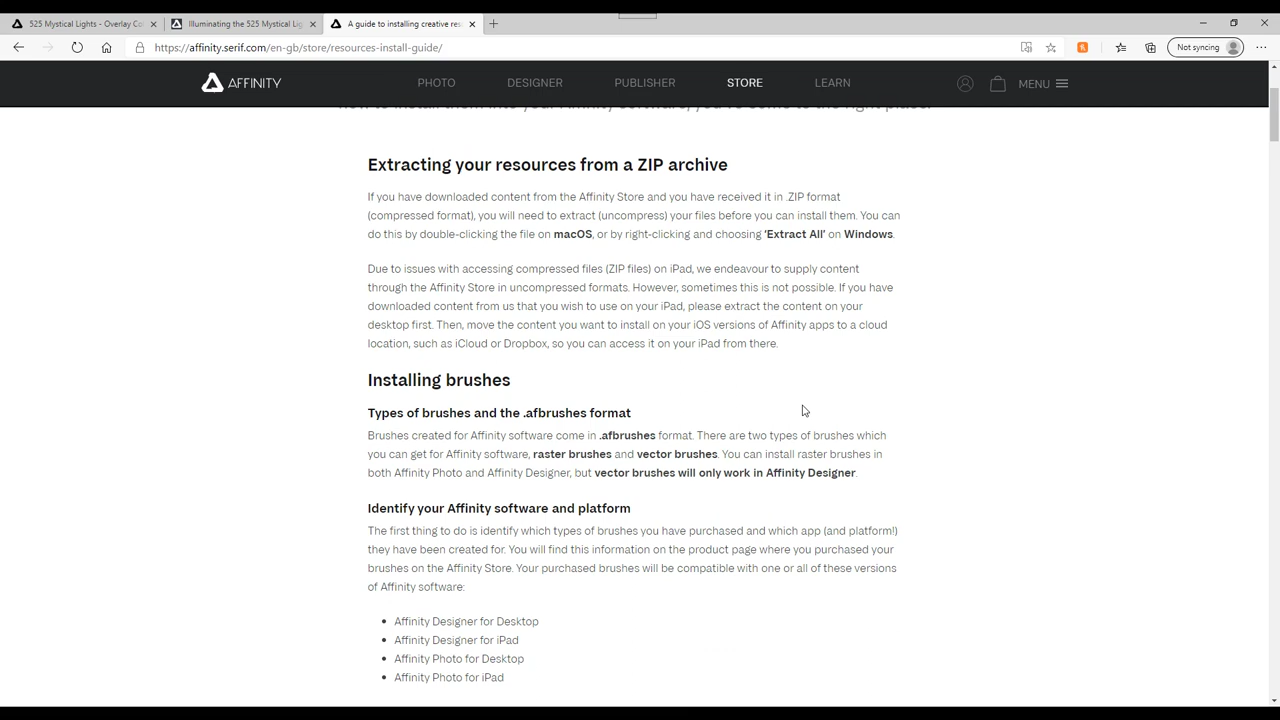 525 Mystical Lights - Overlay Co
Illuminating the 525 Mystical Lig
A guide to installing creative res
https://affinity.serif.com/en-gb/store/resources-install-guide/
Not syncing
AFFINITY
PHOTO
DESIGNER
PUBLISHER
STORE
LEARN
MENU
how to install them into your Affinity software, you've come to the right place.
Extracting your resources from a ZIP archive
If you have downloaded content from the Affinity Store and you have received it in .ZIP format
(compressed format), you will need to extract (uncompress) your files before you can install them. You can
do this by double-clicking the file on macOS, or by right-clicking and choosing 'Extract All' on Windows.
Due to issues with accessing compressed files (ZIP files) on iPad, we endeavour to supply content
through the Affinity Store in uncompressed formats. However, sometimes this is not possible. If you have
downloaded content from us that you wish to use on your iPad, please extract the content on your
desktop first. Then, move the content you want to install on your iOS versions of Affinity apps to a cloud
location, such as iCloud or Dropbox, so you can access it on your iPad from there.
Installing brushes
Types of brushes and the .afbrushes format
Brushes created for Affinity software come in .afbrushes format. There are two types of brushes which
you can get for Affinity software, raster brushes and vector brushes. You can install raster brushes in
both Affinity Photo and Affinity Designer, but vector brushes will only work in Affinity Designer.
Identify your Affinity software and platform
The first thing to do is identify which types of brushes you have purchased and which app (and platform!)
they have been created for. You will find this information on the product page where you purchased your
brushes on the Affinity Store. Your purchased brushes will be compatible with one or all of these versions
of Affinity software:
• Affinity Designer for Desktop
• Affinity Designer for iPad
• Affinity Photo for Desktop
• Affinity Photo for iPad